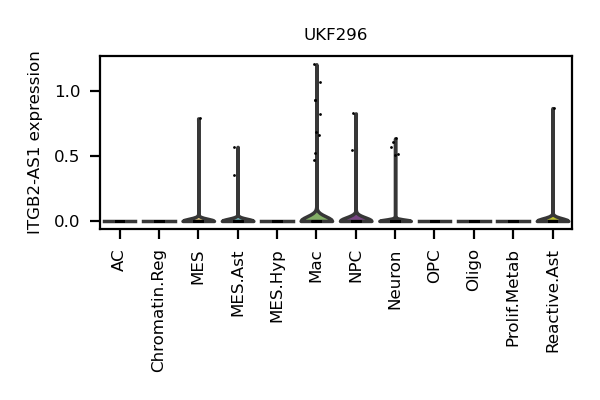 UKF296
ITGB2-AS1 expression
1.0
0.5
0.0
AC
Chromatin.Reg
MES
MES.Ast
MES.Hyp
Mac
NPC
Neuron
OPC
Oligo
Prolif.Metab
Reactive.Ast